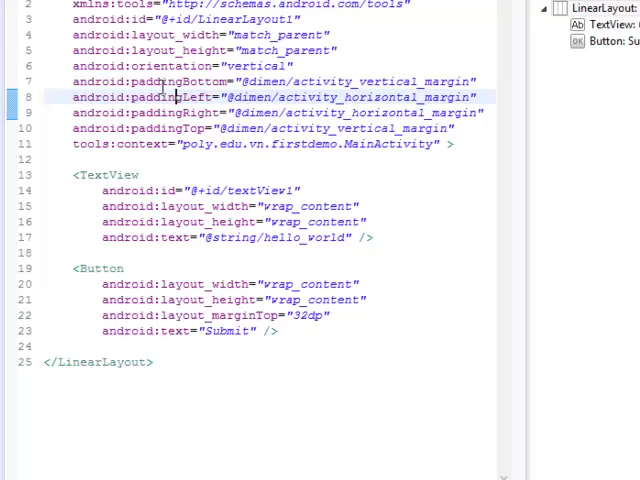 2 xmlns:tools="http://schemas.android.com/tools"
3 android:id="@+id/LinearLayout1"
4 android:layout_width="match_parent"
5 android:layout_height="match_parent"
6 android:orientation="vertical"
7 android:paddingBottom="@dimen/activity_vertical_margin"
8 android:paddingLeft="@dimen/activity_horizontal_margin"
9 android:paddingRight="@dimen/activity_horizontal_margin"
10 android:paddingTop="@dimen/activity_vertical_margin"
11 tools:context="poly.edu.vn.firstdemo.MainActivity" >
12
13 <TextView
14 android:id="@+id/textView1"
15 android:layout_width="wrap_content"
16 android:layout_height="wrap_content"
17 android:text="@string/hello_world" />
18
19 <Button
20 android:layout_width="wrap_content"
21 android:layout_height="wrap_content"
22 android:layout_marginTop="32dp"
23 android:text="Submit" />
24
25 </LinearLayout>
LinearLayout:
Ab TextView:
OK Button: Su